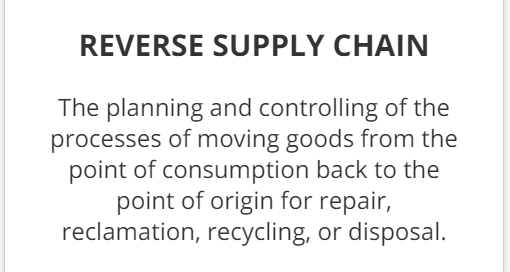 REVERSE SUPPLY CHAIN
The planning and controlling of the
processes of moving goods from the
point of consumption back to the
point of origin for repair,
reclamation, recycling, or disposal.